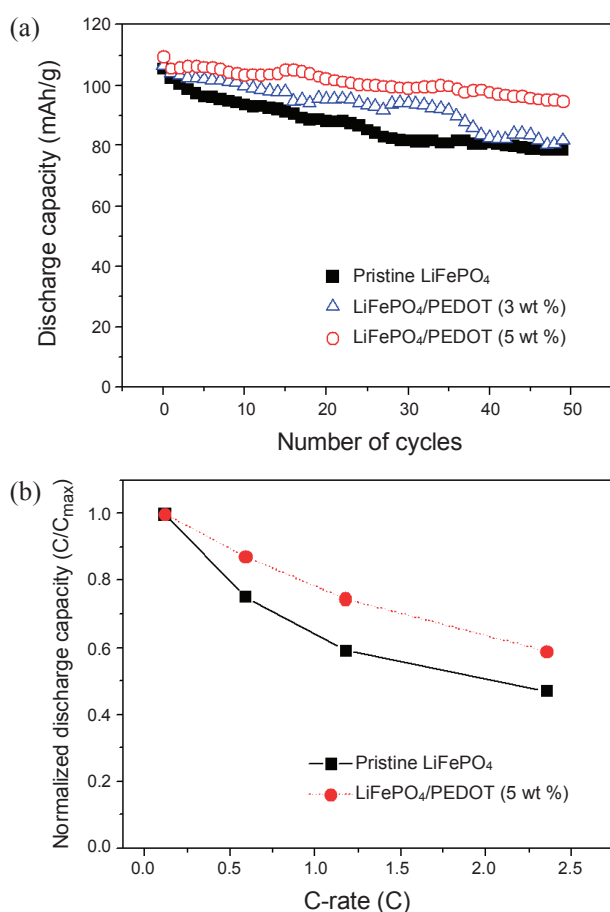 (a)
120
100
80
60
40
20
0
Discharge capacity (mAh/g)
Pristine LiFePO₄
LiFePO₄/PEDOT (3 wt %)
LiFePO₄/PEDOT (5 wt %)
0 10 20 30 40 50
Number of cycles
(b)
1.0
0.8
0.6
0.4
0.2
0.0
Normalized discharge capacity (C/Cₘₐₓ)
Pristine LiFePO₄
LiFePO₄/PEDOT (5 wt %)
0.0 0.5 1.0 1.5 2.0 2.5
C-rate (C)